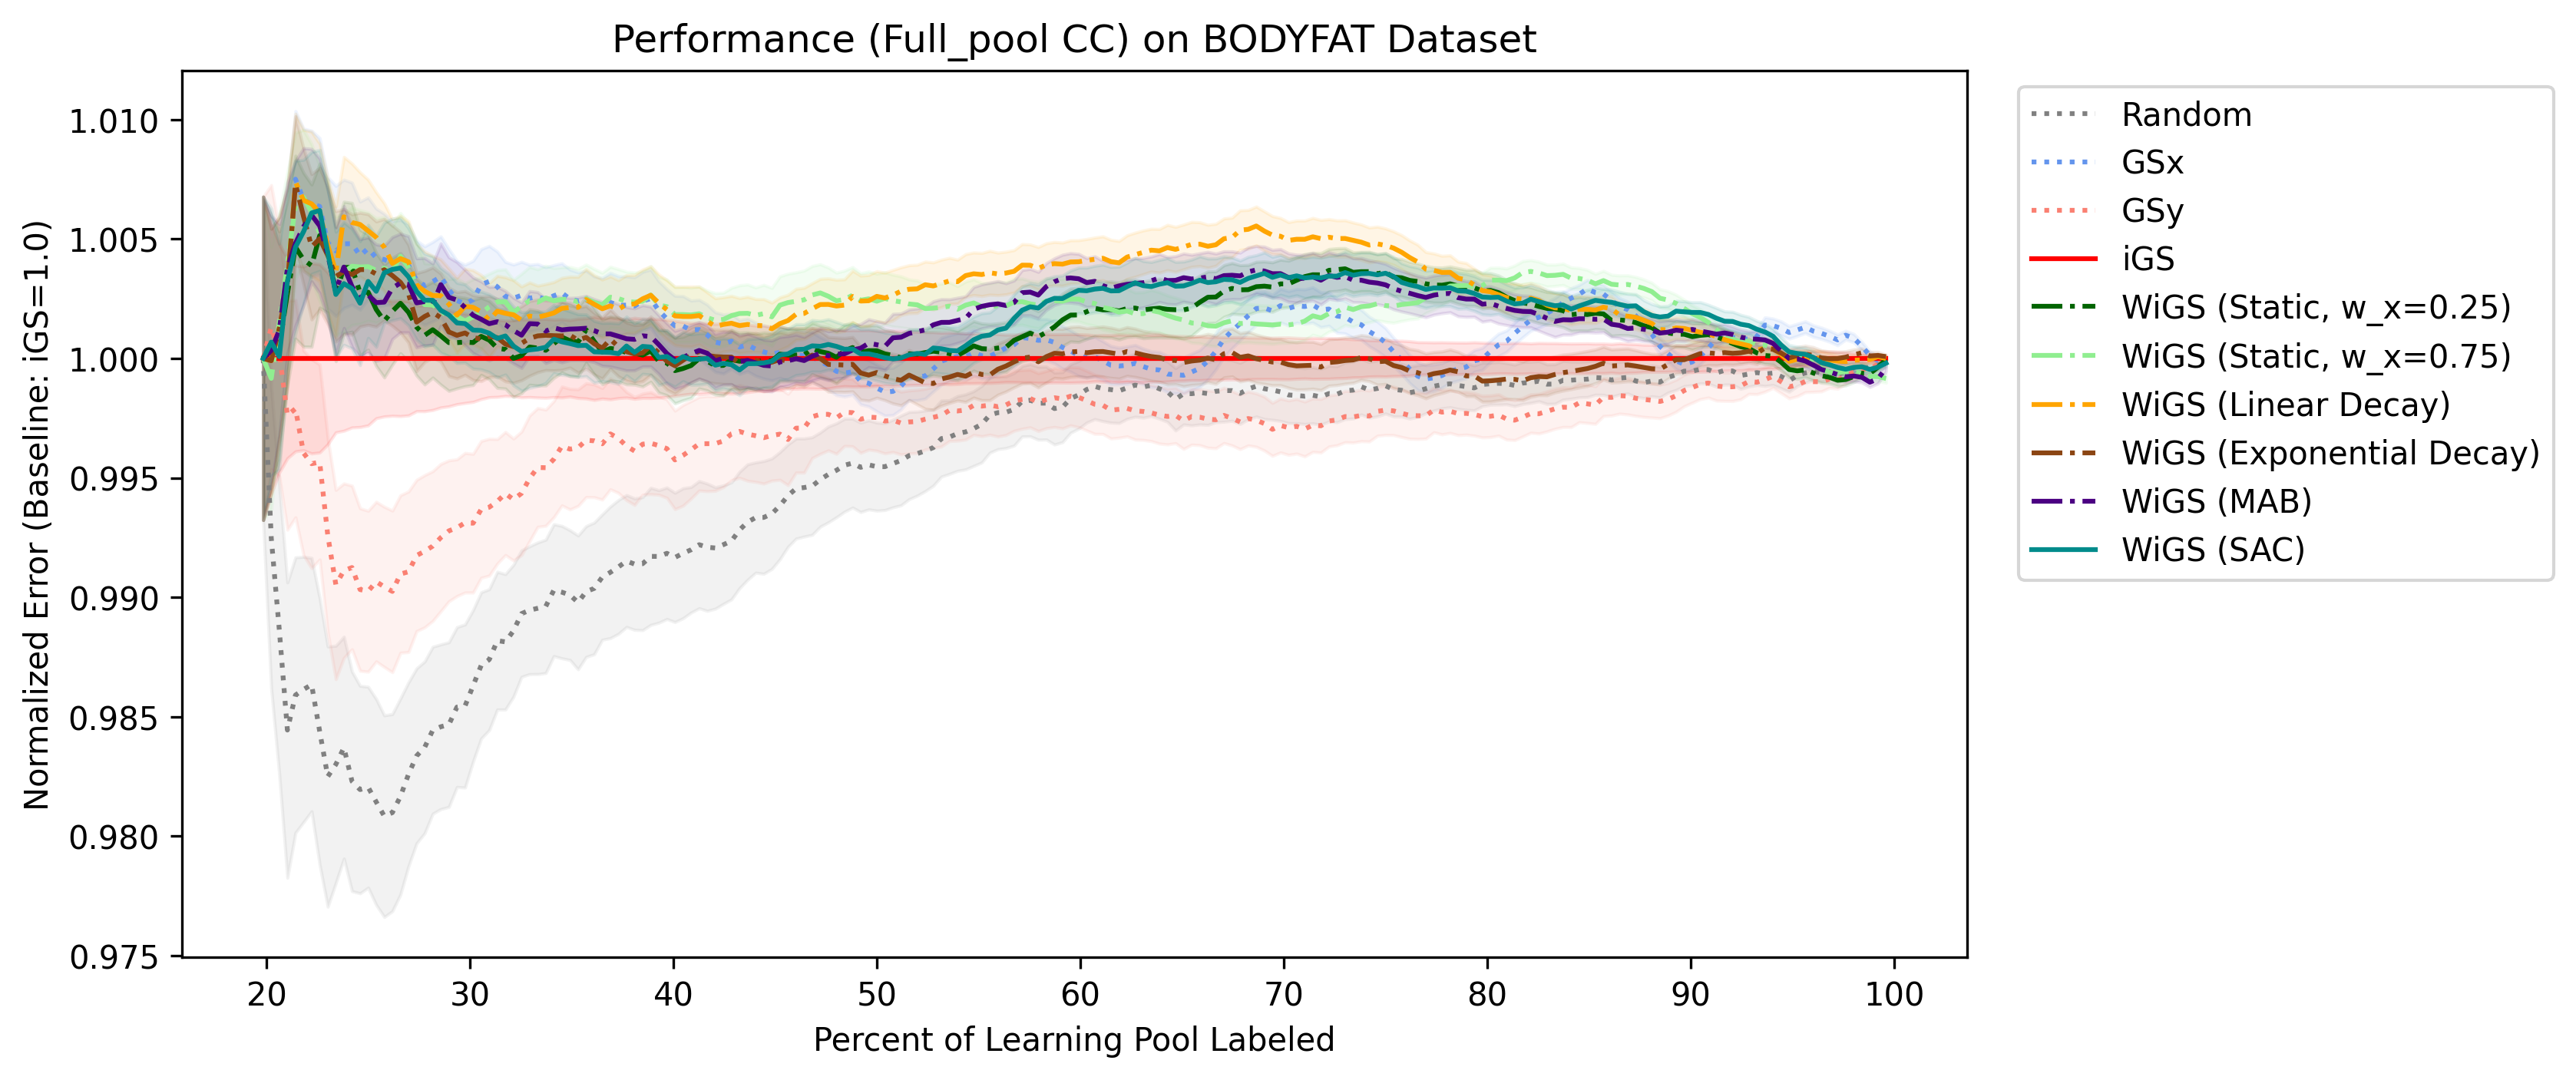 Performance (Full_pool CC) on BODYFAT Dataset
Normalized Error (Baseline: iGS=1.0)
1.010
1.005
1.000
0.995
0.990
0.985
0.980
0.975
20 30 40 50 60 70 80 90 100
Percent of Learning Pool Labeled
Random
GSx
GSy
iGS
WiGS (Static, w_x=0.25)
WiGS (Static, w_x=0.75)
WiGS (Linear Decay)
WiGS (Exponential Decay)
WiGS (MAB)
WiGS (SAC)